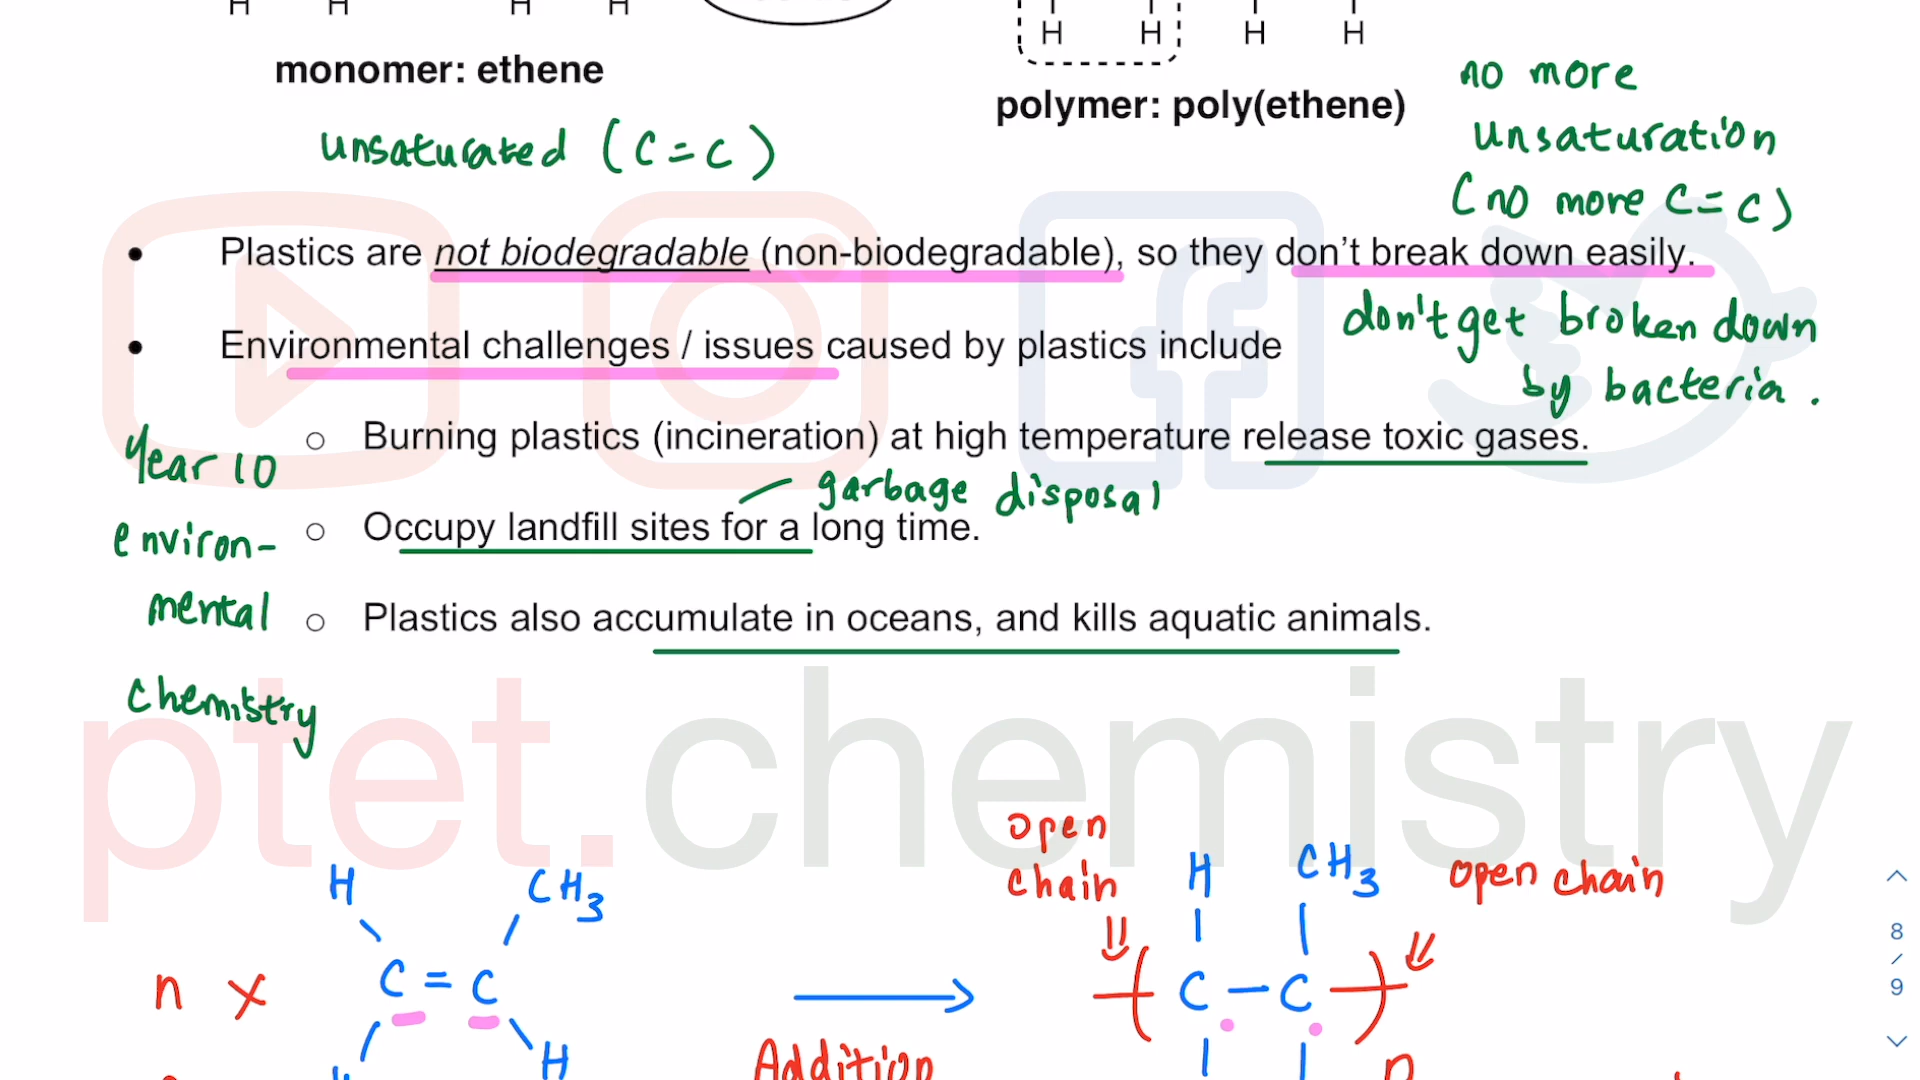 H H H H
H H H H
monomer: ethene
polymer: poly(ethene)
no more
unsaturation
(no more C=C)
unsaturated (C=C)
• Plastics are not biodegradable (non-biodegradable), so they don't break down easily.
don't get broken down
by bacteria.
• Environmental challenges / issues caused by plastics include
○ Burning plastics (incineration) at high temperature release toxic gases.
garbage disposal
○ Occupy landfill sites for a long time.
○ Plastics also accumulate in oceans, and kills aquatic animals.
Year 10
environ-
mental
chemistry
ptet.chemistry
open
chain
open chain
H CH3
H CH3
n x C = C
( C - C )
n
H
Addition
8
/
9